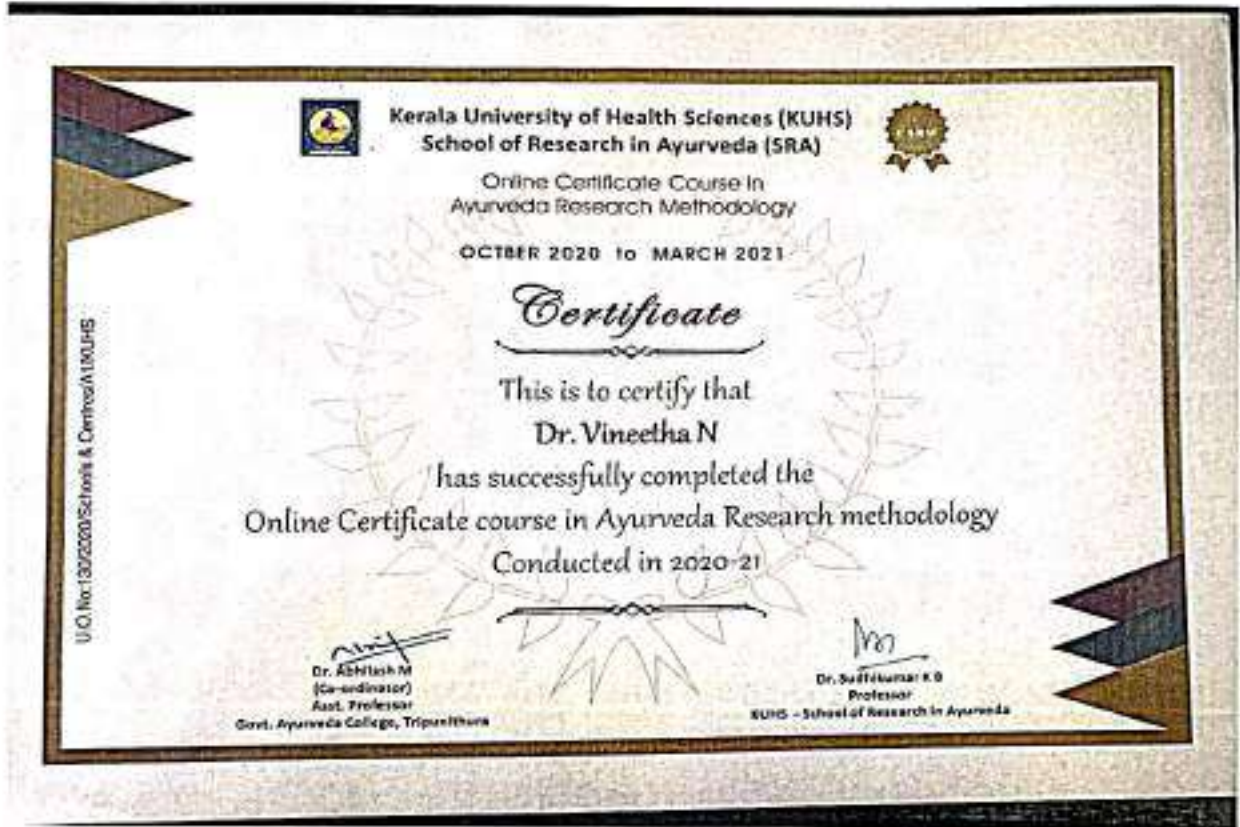 Kerala University of Health Sciences (KUHS)
School of Research in Ayurveda (SRA)
Online Certificate Course in
Ayurveda Research Methodology
OCTBER 2020 to MARCH 2021
Certificate
This is to certify that
Dr. Vineetha N
has successfully completed the
Online Certificate course in Ayurveda Research methodology
Conducted in 2020-21
U.O.No:130/2020/Schools & Centres/A1/KUHS
Dr. Abhilash M
(Co-ordinator)
Asst. Professor
Govt. Ayurveda College, Tripunithura
Dr. Sudhikumar K B
Professor
KUHS - School of Research in Ayurveda